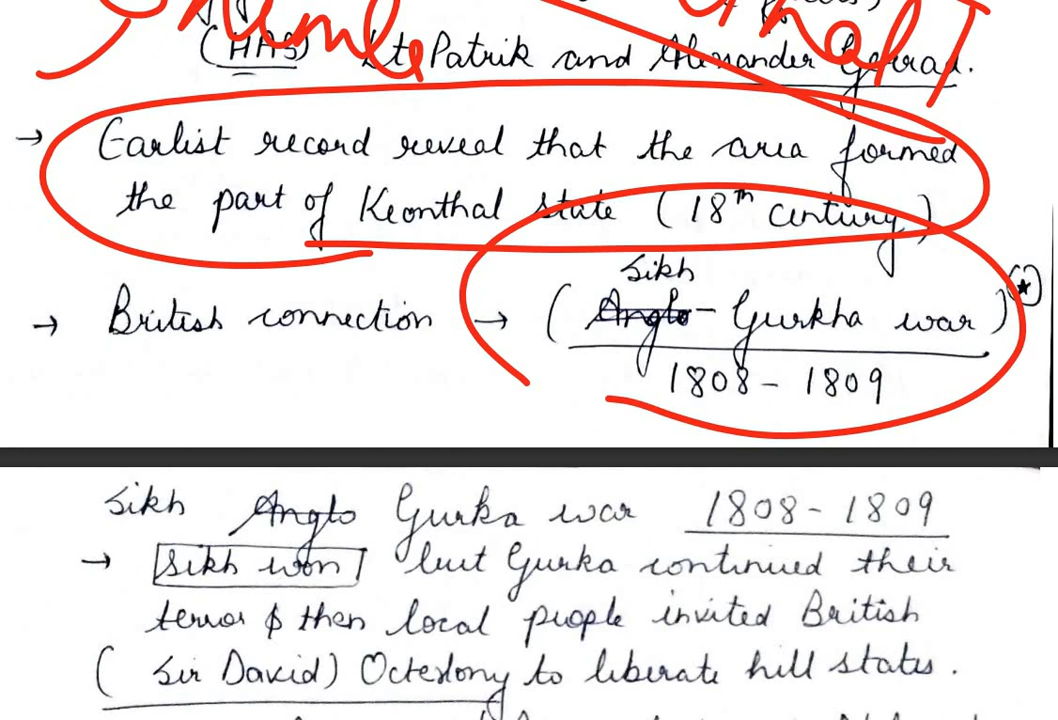 (HAS) Lt. Patrik and Alexander Gerrad.
→ Earlist record reveal that the area formed
the part of Keonthal state (18th century)
Sikh
→ British connection → (Anglo - Gurkha war)
1808 - 1809
Sikh Anglo Gurka war 1808 - 1809
→ Sikh won but Gurka continued their
terror & then local people invited British
(Sir David) Octerlony to liberate hill states.